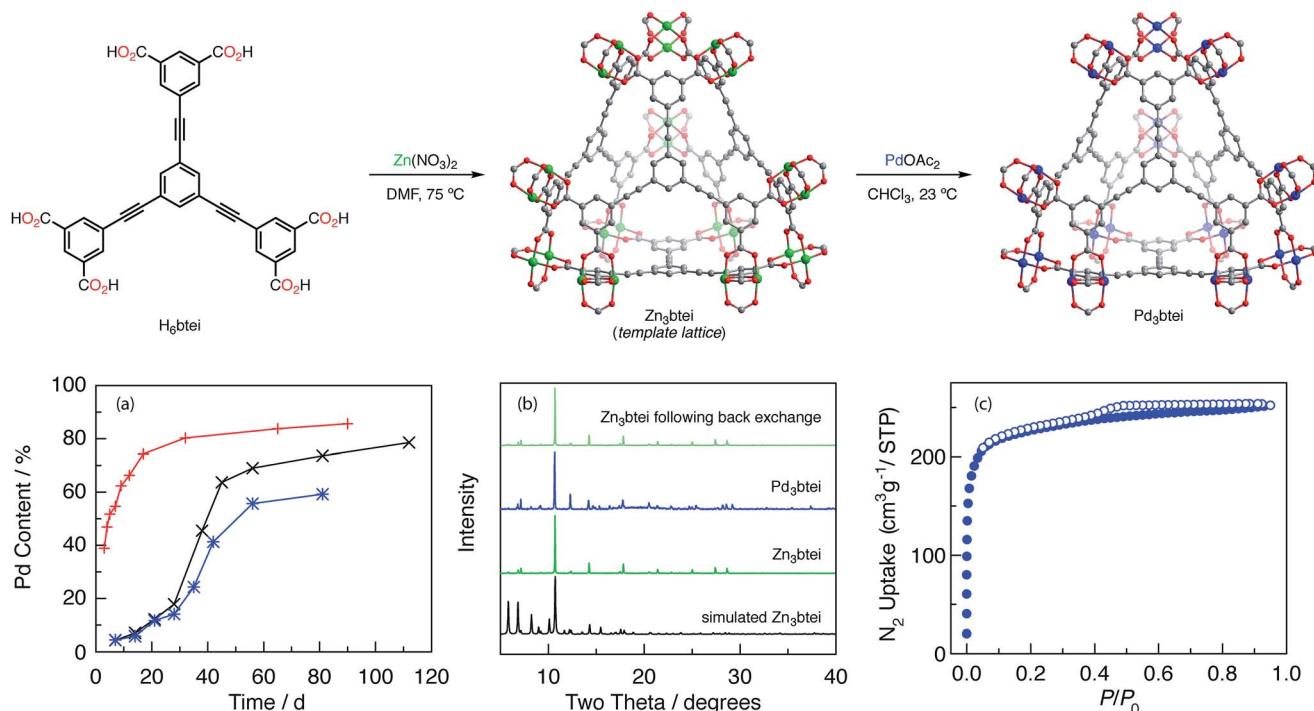 CO₂H
CO₂H
HO₂C
HO₂C
CO₂H
CO₂H
H₆btei
Zn(NO₃)₂
DMF, 75 ºC
Zn₃btei
(template lattice)
PdOAc₂
CHCl₃, 23 ºC
Pd₃btei
(a)
Pd Content / %
100
80
60
40
20
0
0 20 40 60 80 100 120
Time / d
(b)
Intensity
Zn₃btei following back exchange
Pd₃btei
Zn₃btei
simulated Zn₃btei
10 20 30 40
Two Theta / degrees
(c)
N₂ Uptake (cm³g⁻¹/ STP)
200
100
0
0.0 0.2 0.4 0.6 0.8 1.0
P/P₀